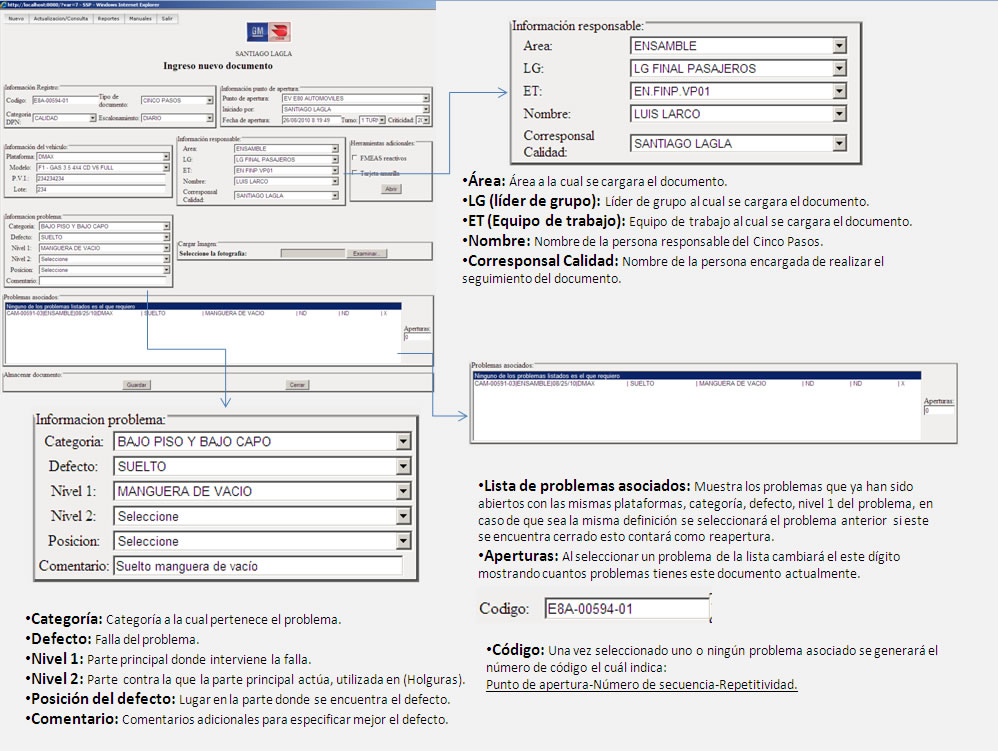 http://localhost:8080/?var=7 - SSP - Windows Internet Explorer
Nuevo Actualizacion/Consulta Reportes Manuales Salir
GM
SANTIAGO LAGLA
Ingreso nuevo documento
Información Registro:
Codigo: E8A-00594-01 Tipo de documento: CINCO PASOS
Categoria DPN: CALIDAD Escalonamiento: DIARIO
Información punto de apertura:
Punto de apertura: EV E80 AUTOMOVILES
Iniciado por: SANTIAGO LAGLA
Fecha de apertura: 26/08/2010 8:19:49 Turno: 1 TURN Criticidad: 2
Información del vehiculo:
Plataforma: DMAX
Modelo: F1 - GAS 3.5 4X4 CD V6 FULL
P.V.I.: 234234234
Lote: 234
Información responsable:
Area: ENSAMBLE
LG: LG FINAL PASAJEROS
ET: EN.FINP.VP01
Nombre: LUIS LARCO
Corresponsal Calidad: SANTIAGO LAGLA
Herramientas adicionales:
FMEAS reactivos
Tarjeta amarilla
Abrir
Informacion problema:
Categoria: BAJO PISO Y BAJO CAPO
Defecto: SUELTO
Nivel 1: MANGUERA DE VACIO
Nivel 2: Seleccione
Posicion: Seleccione
Comentario:
Cargar Imagen:
Seleccione la fotografia: Examinar...
Problemas asociados:
Ninguno de los problemas listados es el que requiero
CAM-00591-03|ENSAMBLE|08/25/10|DMAX | SUELTO | MANGUERA DE VACIO | ND | ND | X
Aperturas:
0
Almacenar documento:
Guardar Cerrar
Información responsable:
Area: ENSAMBLE
LG: LG FINAL PASAJEROS
ET: EN.FINP.VP01
Nombre: LUIS LARCO
Corresponsal
Calidad: SANTIAGO LAGLA
•Área: Área a la cual se cargara el documento.
•LG (líder de grupo): Líder de grupo al cual se cargara el documento.
•ET (Equipo de trabajo): Equipo de trabajo al cual se cargara el documento.
•Nombre: Nombre de la persona responsable del Cinco Pasos.
•Corresponsal Calidad: Nombre de la persona encargada de realizar el
seguimiento del documento.
Problemas asociados:
Ninguno de los problemas listados es el que requiero
CAM-00591-03|ENSAMBLE|08/25/10|DMAX | SUELTO | MANGUERA DE VACIO | ND | ND | X
Aperturas:
0
Informacion problema:
Categoria: BAJO PISO Y BAJO CAPO
Defecto: SUELTO
Nivel 1: MANGUERA DE VACIO
Nivel 2: Seleccione
Posicion: Seleccione
Comentario: Suelto manguera de vacío
•Categoría: Categoría a la cual pertenece el problema.
•Defecto: Falla del problema.
•Nivel 1: Parte principal donde interviene la falla.
•Nivel 2: Parte contra la que la parte principal actúa, utilizada en (Holguras).
•Posición del defecto: Lugar en la parte donde se encuentra el defecto.
•Comentario: Comentarios adicionales para especificar mejor el defecto.
•Lista de problemas asociados: Muestra los problemas que ya han sido
abiertos con las mismas plataformas, categoría, defecto, nivel 1 del problema, en
caso de que sea la misma definición se seleccionará el problema anterior si este
se encuentra cerrado esto contará como reapertura.
•Aperturas: Al seleccionar un problema de la lista cambiará el este dígito
mostrando cuantos problemas tienes este documento actualmente.
Codigo: E8A-00594-01
•Código: Una vez seleccionado uno o ningún problema asociado se generará el
número de código el cuál indica:
Punto de apertura-Número de secuencia-Repetitividad.